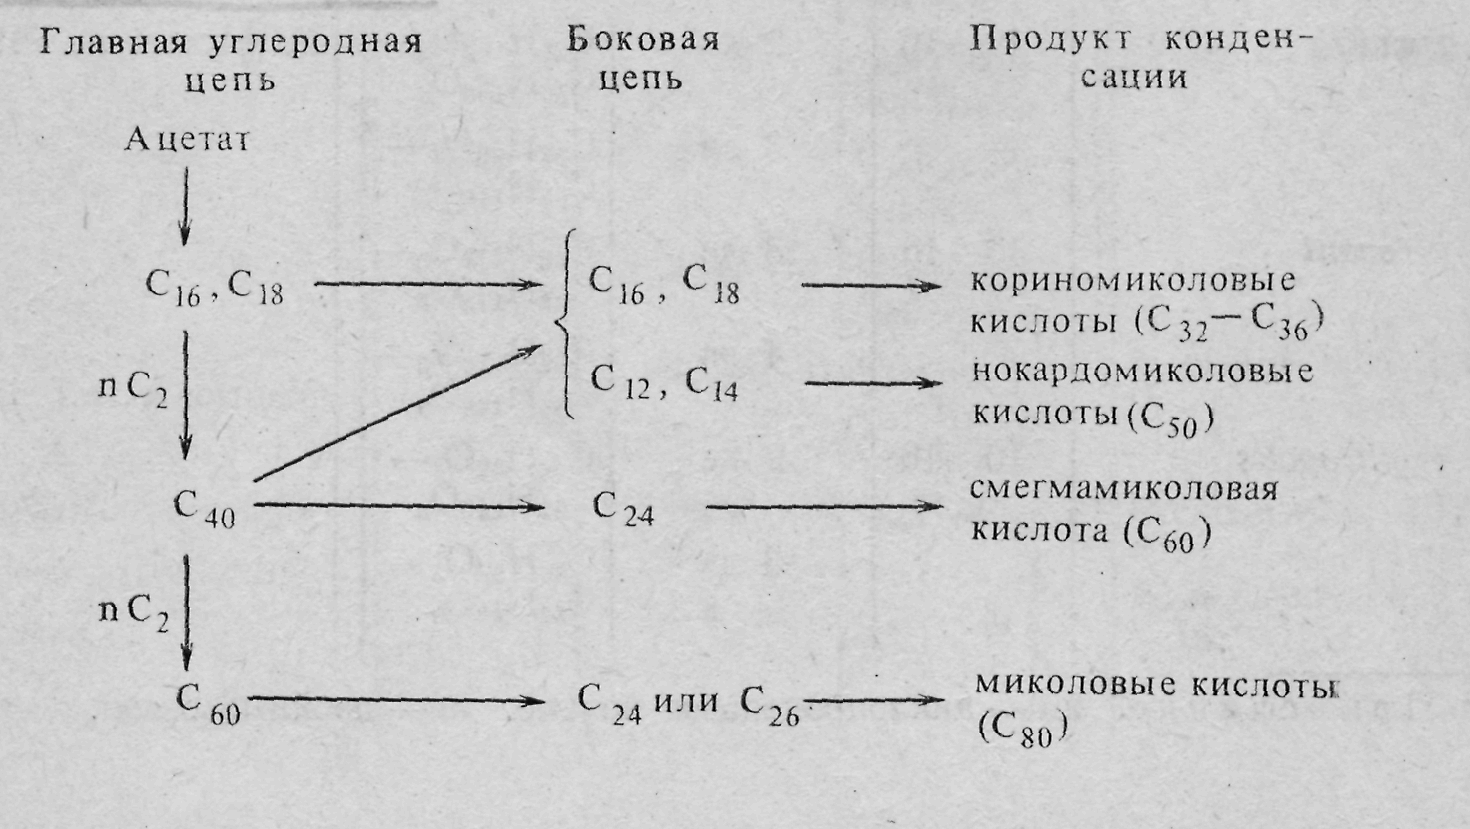 Главная углеродная Боковая Продукт конден-
цепь цепь сации
Ацетат
C16, C18 C16, C18 кориномиколовые
кислоты (C32—C36)
nC2 C12, C14 нокардомиколовые
кислоты (C50)
C40 C24 смегмамиколовая
кислота (C60)
nC2
C60 C24 или C26 миколовые кислоты
(C80)